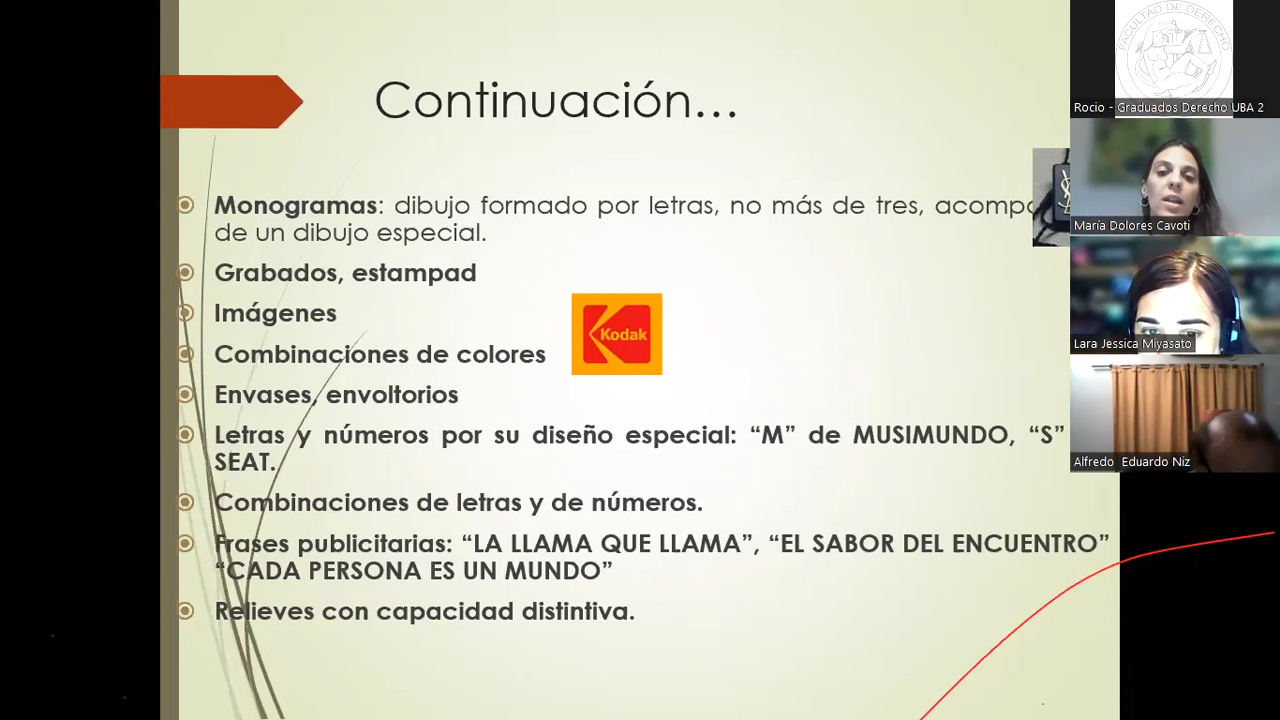 Continuación…
Monogramas: dibujo formado por letras, no más de tres,
de un dibujo especial.
Grabados, estampad
Imágenes
Combinaciones de colores
Kodak
Envases, envoltorios
Letras y números por su diseño especial: “M” de MUSIMUNDO, “S”
SEAT.
Combinaciones de letras y de números.
Frases publicitarias: “LA LLAMA QUE LLAMA”, “EL SABOR DEL ENCUENTRO”
“CADA PERSONA ES UN MUNDO”
Relieves con capacidad distintiva.
FACULTAD DE DERECHO
Rocio - Graduados Derecho UBA 2
María Dolores Cavoti
Lara Jessica Miyasato
Alfredo Eduardo Niz